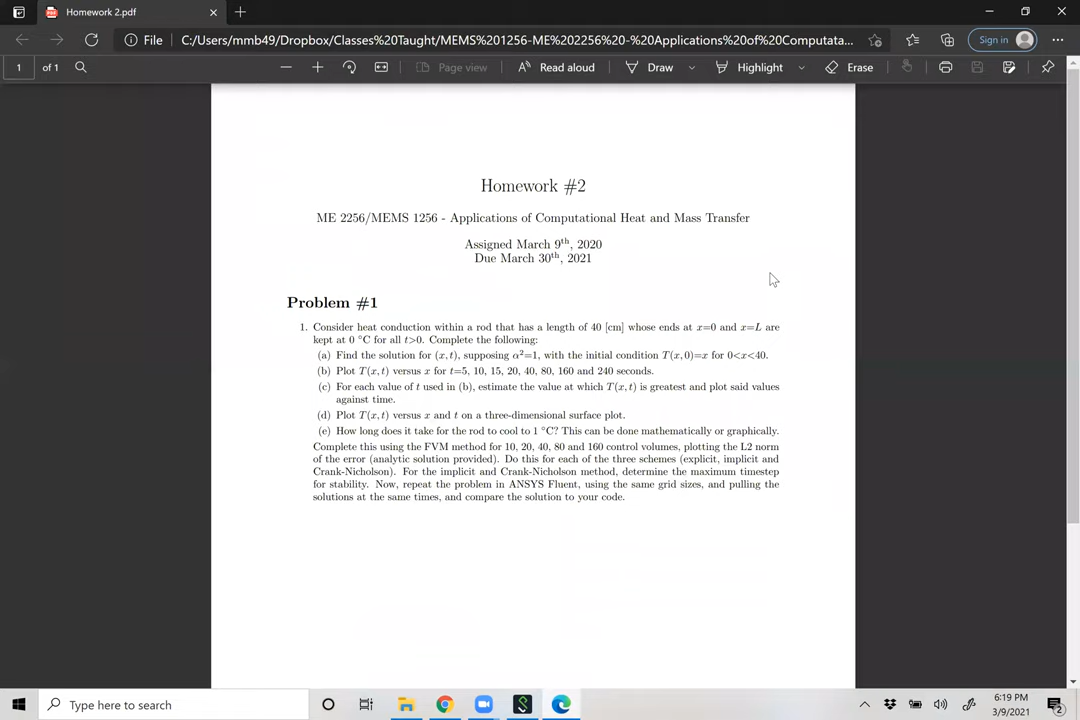 Homework 2.pdf
File
C:/Users/mmb49/Dropbox/Classes%20Taught/MEMS%201256-ME%202256%20-%20Applications%20of%20Computata...
Sign in
1 of 1
Page view
Read aloud
Draw
Highlight
Erase
Homework #2
ME 2256/MEMS 1256 - Applications of Computational Heat and Mass Transfer
Assigned March 9th, 2020
Due March 30th, 2021
Problem #1
1. Consider heat conduction within a rod that has a length of 40 [cm] whose ends at x=0 and x=L are
kept at 0 °C for all t>0. Complete the following:
(a) Find the solution for (x, t), supposing α²=1, with the initial condition T(x, 0)=x for 0<x<40.
(b) Plot T(x, t) versus x for t=5, 10, 15, 20, 40, 80, 160 and 240 seconds.
(c) For each value of t used in (b), estimate the value at which T(x, t) is greatest and plot said values
against time.
(d) Plot T(x, t) versus x and t on a three-dimensional surface plot.
(e) How long does it take for the rod to cool to 1 °C? This can be done mathematically or graphically.
Complete this using the FVM method for 10, 20, 40, 80 and 160 control volumes, plotting the L2 norm
of the error (analytic solution provided). Do this for each of the three schemes (explicit, implicit and
Crank-Nicholson). For the implicit and Crank-Nicholson method, determine the maximum timestep
for stability. Now, repeat the problem in ANSYS Fluent, using the same grid sizes, and pulling the
solutions at the same times, and compare the solution to your code.
Type here to search
6:19 PM
3/9/2021
2